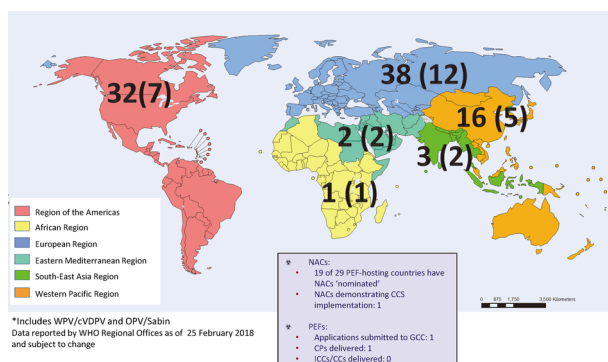 32(7)
38 (12)
16 (5)
2 (2)
3 (2)
1 (1)
Region of the Americas
African Region
European Region
Eastern Mediterranean Region
South-East Asia Region
Western Pacific Region
*Includes WPV/cVDPV and OPV/Sabin
Data reported by WHO Regional Offices as of 25 February 2018
and subject to change
NACs:
• 19 of 29 PEF-hosting countries have
NACs ‘nominated’
• NACs demonstrating CCS
implementation: 1
PEFs:
• Applications submitted to GCC: 1
• CPs delivered: 1
• ICCs/CCs delivered: 0
0 875 1,750 3,500 Kilometers